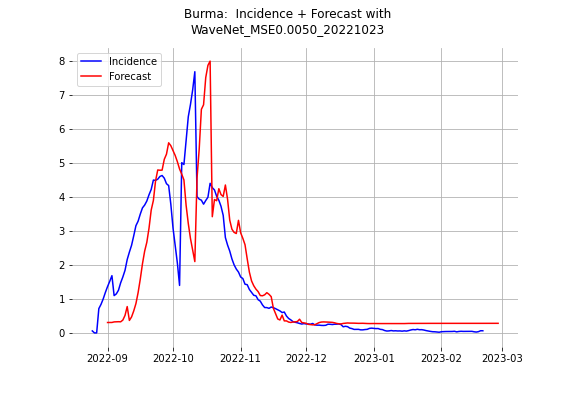 Burma:  Incidence + Forecast with
WaveNet_MSE0.0050_20221023
Incidence
Forecast
8
7
6
5
4
3
2
1
0
2022-09 2022-10 2022-11 2022-12 2023-01 2023-02 2023-03